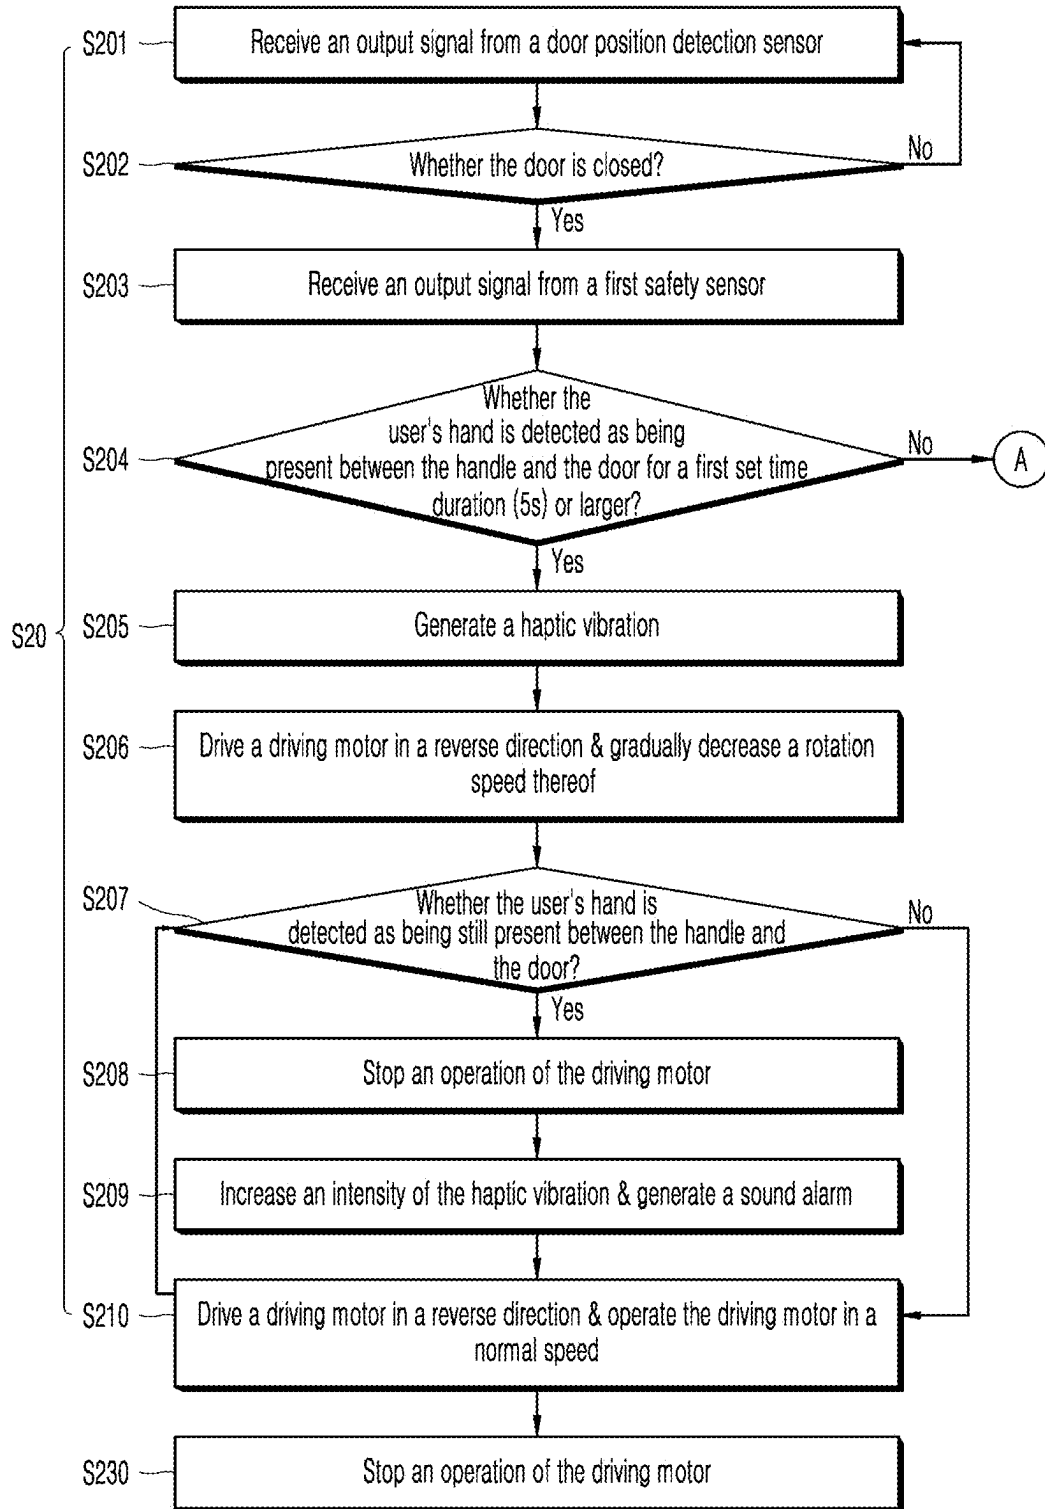 S201
Receive an output signal from a door position detection sensor
S202
Whether the door is closed?
No
Yes
S203
Receive an output signal from a first safety sensor
Whether the
user's hand is detected as being
S204
present between the handle and the door for a first set time
duration (5s) or larger?
No
A
Yes
S20
S205
Generate a haptic vibration
S206
Drive a driving motor in a reverse direction & gradually decrease a rotation
speed thereof
S207
Whether the user's hand is
detected as being still present between the handle and
the door?
No
Yes
S208
Stop an operation of the driving motor
S209
Increase an intensity of the haptic vibration & generate a sound alarm
S210
Drive a driving motor in a reverse direction & operate the driving motor in a
normal speed
S230
Stop an operation of the driving motor